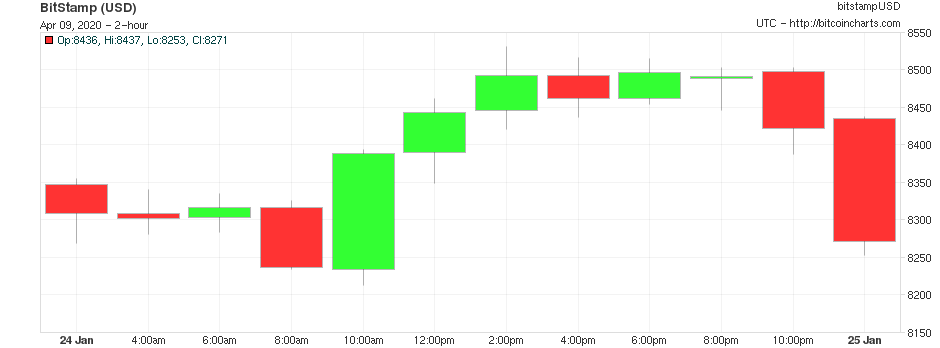 BitStamp (USD)
bitstampUSD
Apr 09, 2020 - 2-hour
UTC - http://bitcoincharts.com
Op:8436, Hi:8437, Lo:8253, Cl:8271
8550
8500
8450
8400
8350
8300
8250
8200
8150
24 Jan
4:00am
6:00am
8:00am
10:00am
12:00pm
2:00pm
4:00pm
6:00pm
8:00pm
10:00pm
25 Jan